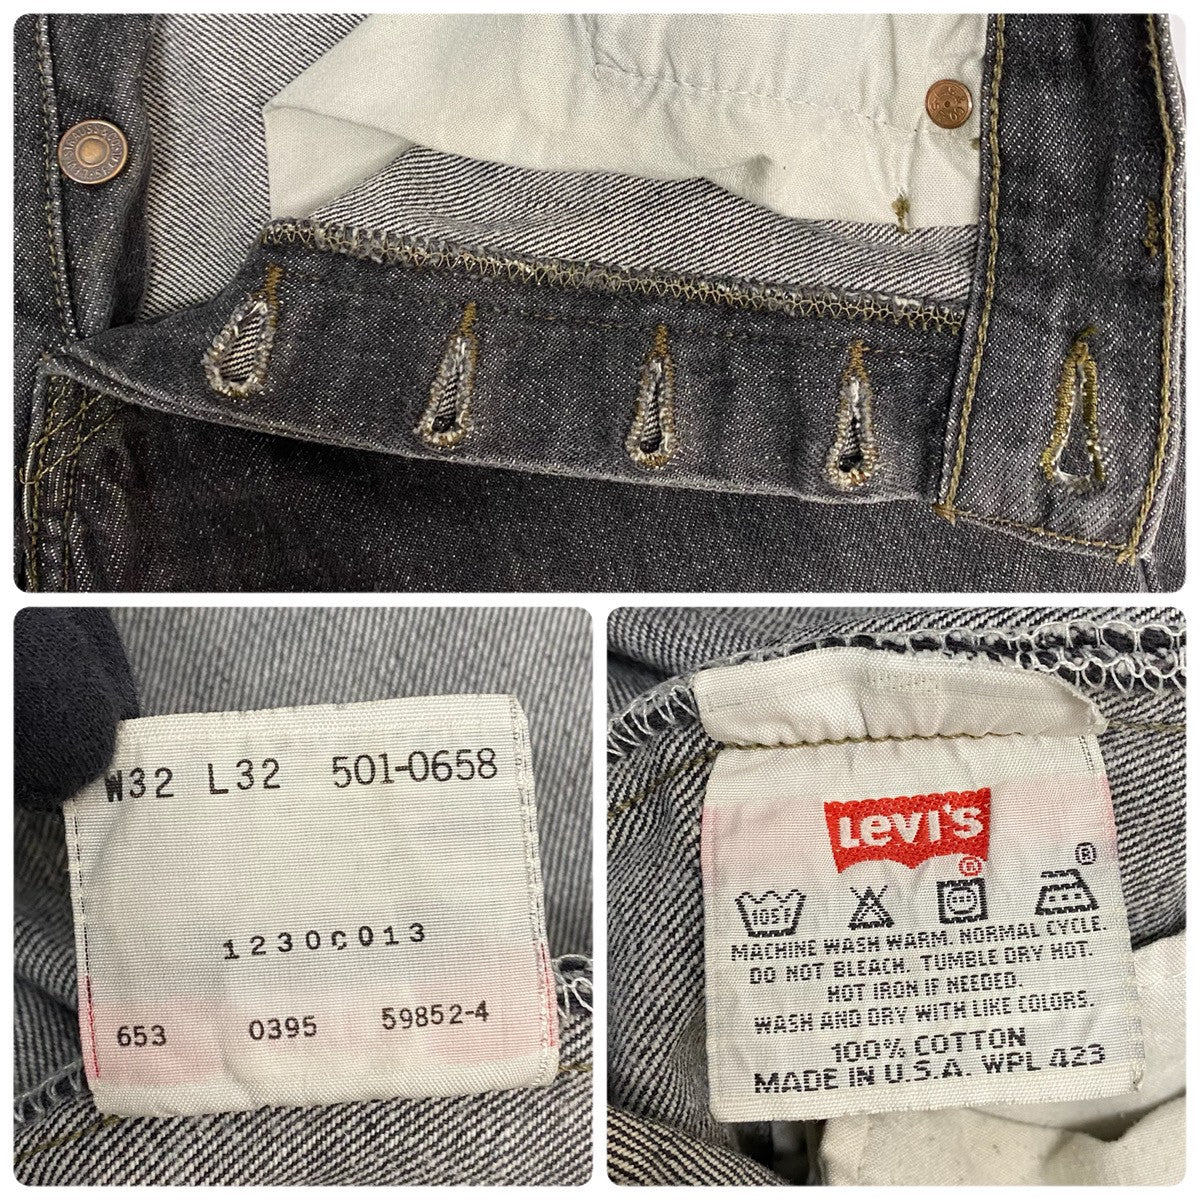 W32 L32 501-0658
1230C013
653 0395 59852-4
Levi's
®
®
105F
MACHINE WASH WARM. NORMAL CYCLE.
DO NOT BLEACH. TUMBLE DRY HOT.
HOT IRON IF NEEDED.
WASH AND DRY WITH LIKE COLORS.
100% COTTON
MADE IN U.S.A. WPL 423